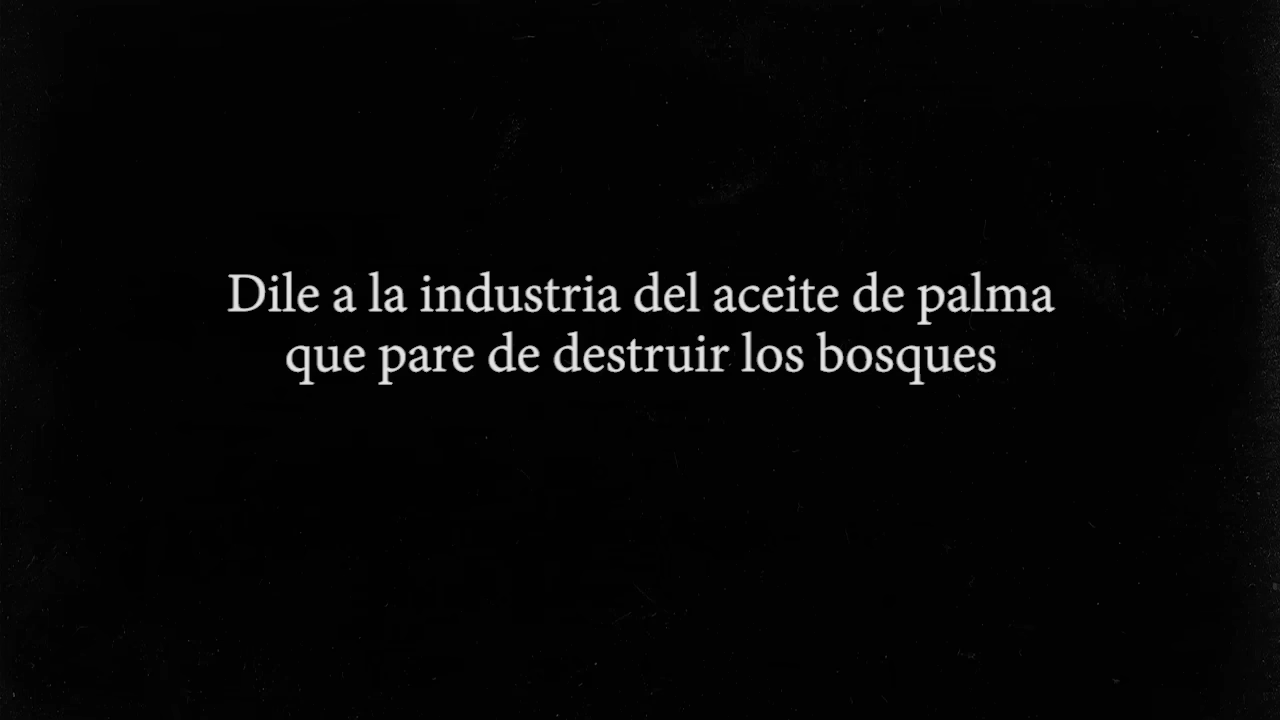 Dile a la industria del aceite de palma
que pare de destruir los bosques